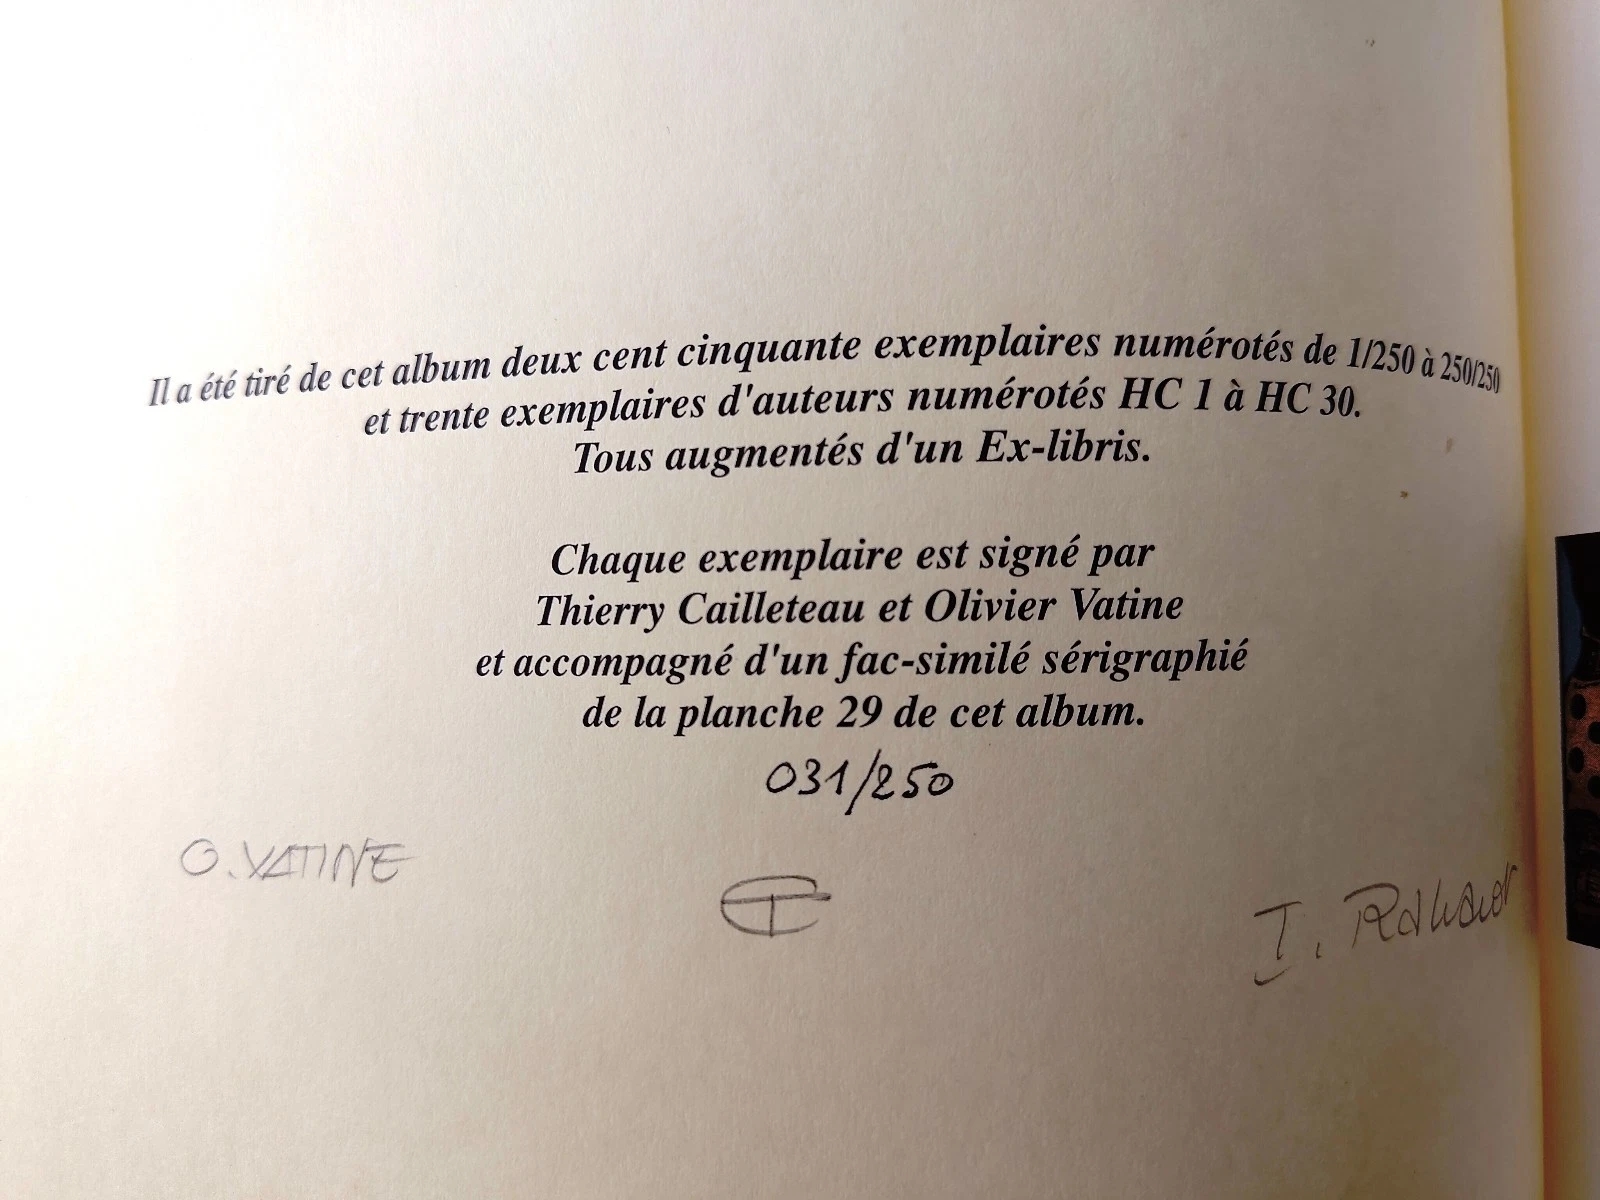 Il a été tiré de cet album deux cent cinquante exemplaires numérotés de 1/250 à 250/250
et trente exemplaires d'auteurs numérotés HC 1 à HC 30.
Tous augmentés d'un Ex-libris.
Chaque exemplaire est signé par
Thierry Cailleteau et Olivier Vatine
et accompagné d'un fac-similé sérigraphié
de la planche 29 de cet album.
031/250
O. VATINE